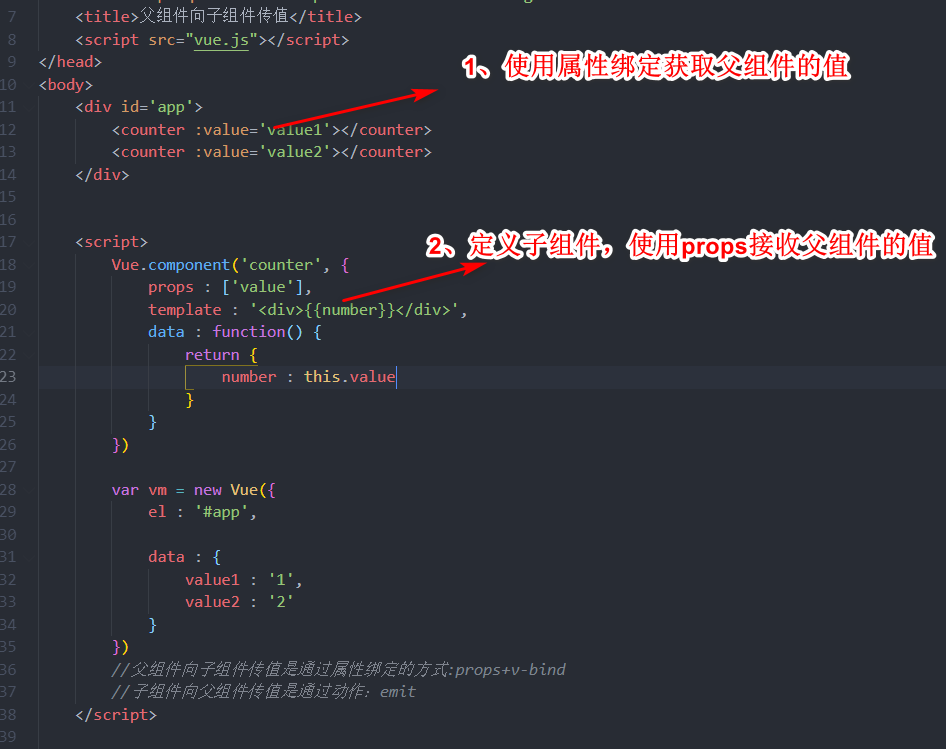 7 <title>父组件向子组件传值</title>
8 <script src="vue.js"></script>
9 </head>
1、使用属性绑定获取父组件的值
10 <body>
11 <div id='app'>
12 <counter :value='value1'></counter>
13 <counter :value='value2'></counter>
14 </div>
15
16
17 <script>
2、定义子组件，使用props接收父组件的值
18 Vue.component('counter', {
19 props : ['value'],
20 template : '<div>{{number}}</div>',
21 data : function() {
22 return {
23 number : this.value
24 }
25 }
26 })
27
28 var vm = new Vue({
29 el : '#app',
30
31 data : {
32 value1 : '1',
33 value2 : '2'
34 }
35 })
36 //父组件向子组件传值是通过属性绑定的方式:props+v-bind
37 //子组件向父组件传值是通过动作：emit
38 </script>
39